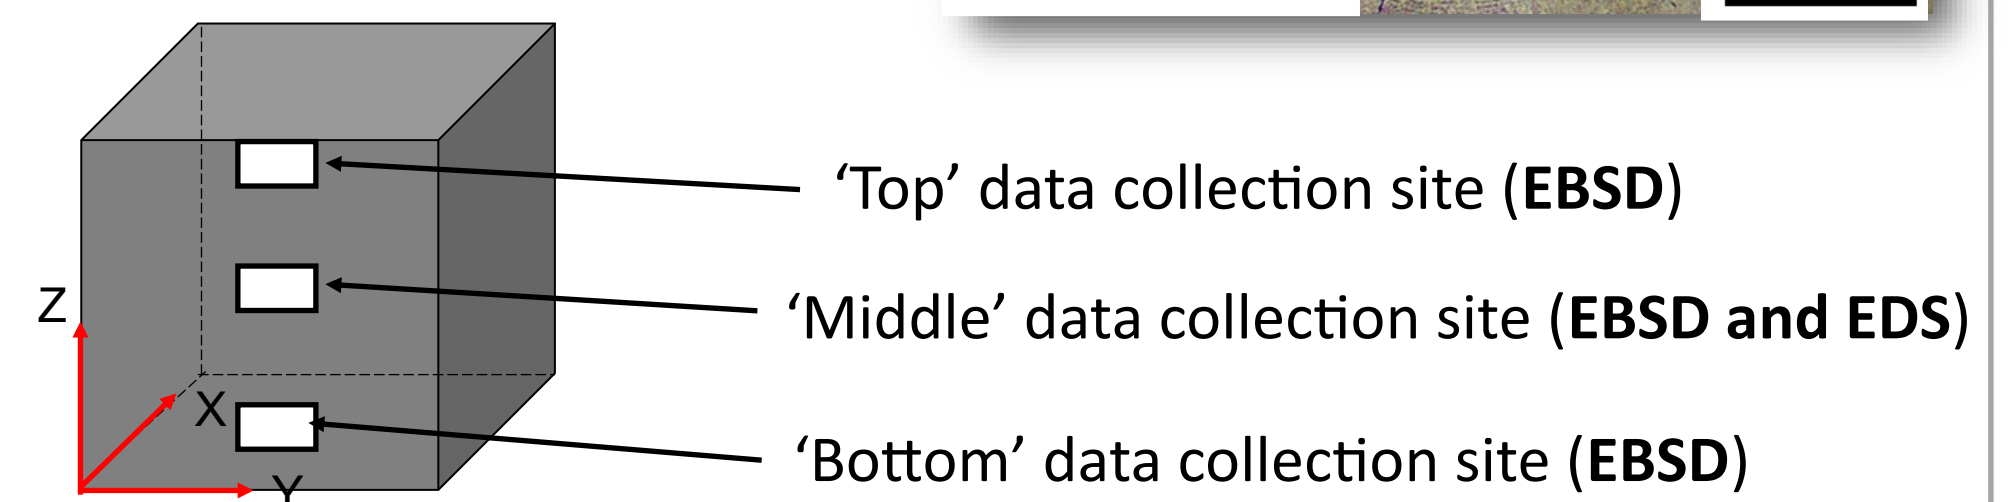 ‘Top’ data collection site (EBSD)
Z
‘Middle’ data collection site (EBSD and EDS)
X
‘Bottom’ data collection site (EBSD)
Y